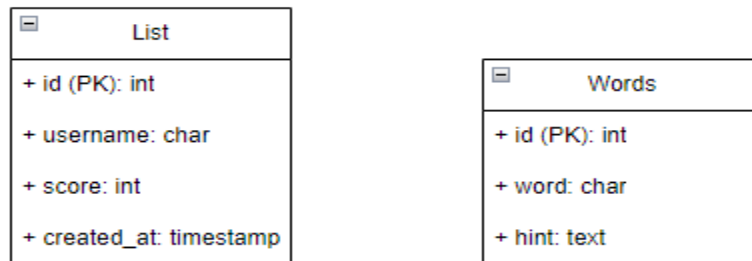 List
+ id (PK): int
+ username: char
+ score: int
+ created_at: timestamp
Words
+ id (PK): int
+ word: char
+ hint: text